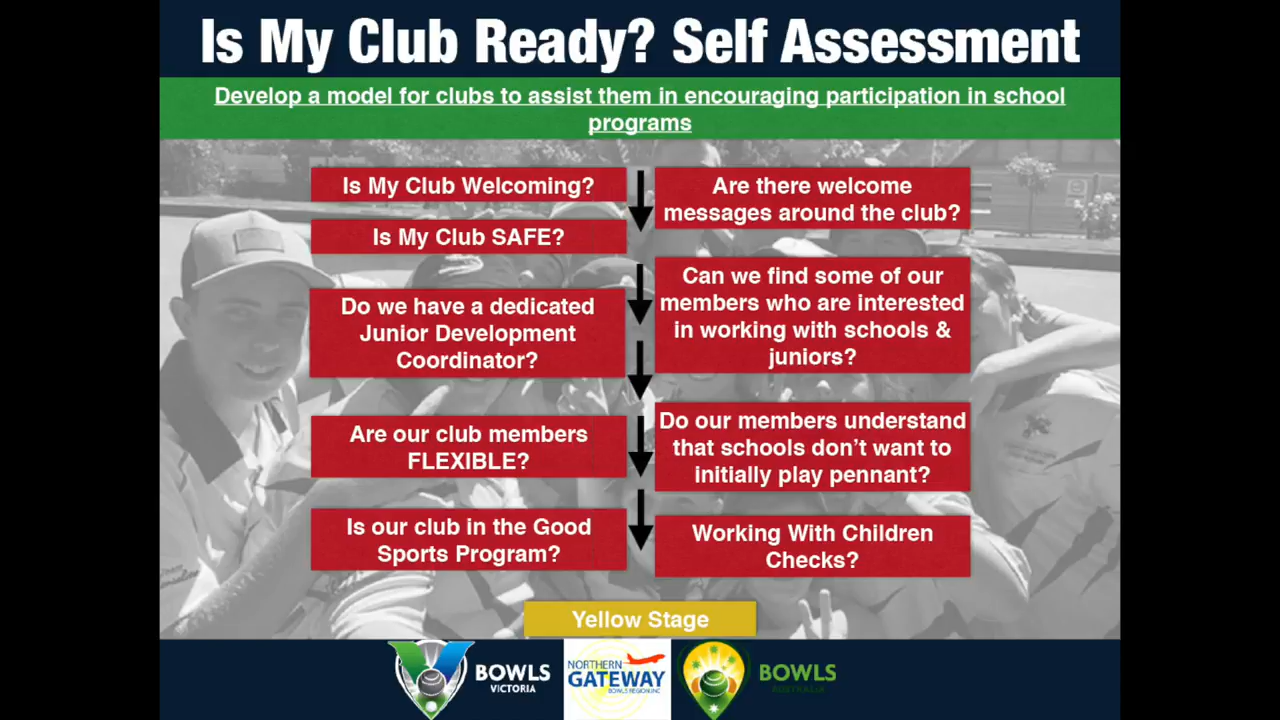 Is My Club Ready? Self Assessment
Develop a model for clubs to assist them in encouraging participation in school
programs
Is My Club Welcoming?
Is My Club SAFE?
Do we have a dedicated
Junior Development
Coordinator?
Are our club members
FLEXIBLE?
Is our club in the Good
Sports Program?
Are there welcome
messages around the club?
Can we find some of our
members who are interested
in working with schools &
juniors?
Do our members understand
that schools don't want to
initially play pennant?
Working With Children
Checks?
Yellow Stage
BOWLS
VICTORIA
NORTHERN
GATEWAY
BOWLS REGION INC
BOWLS
AUSTRALIA